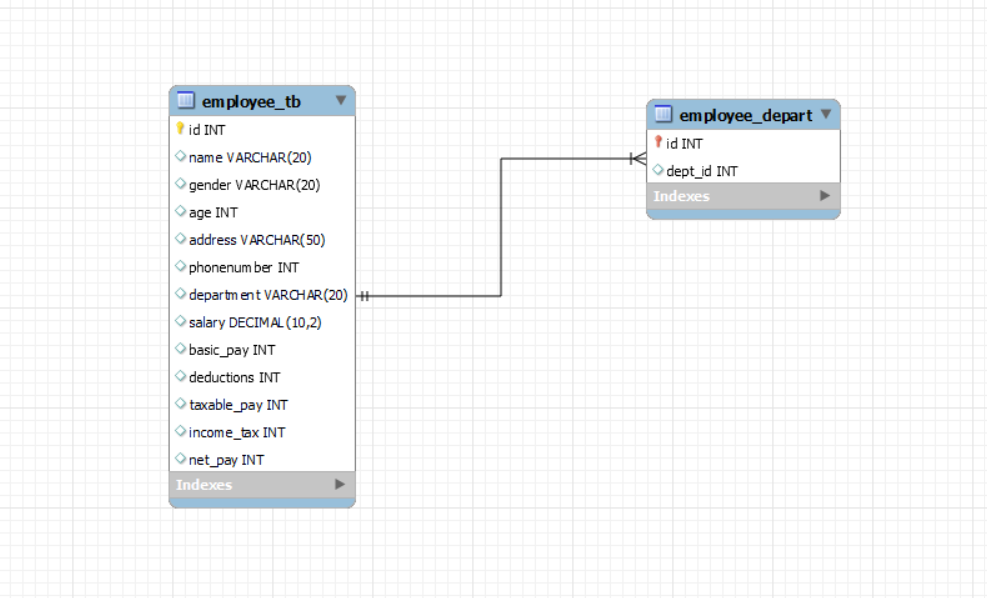 employee_tb
id INT
name VARCHAR(20)
gender VARCHAR(20)
age INT
address VARCHAR(50)
phonenumber INT
department VARCHAR(20)
salary DECIMAL(10,2)
basic_pay INT
deductions INT
taxable_pay INT
income_tax INT
net_pay INT
Indexes
employee_depart
id INT
dept_id INT
Indexes